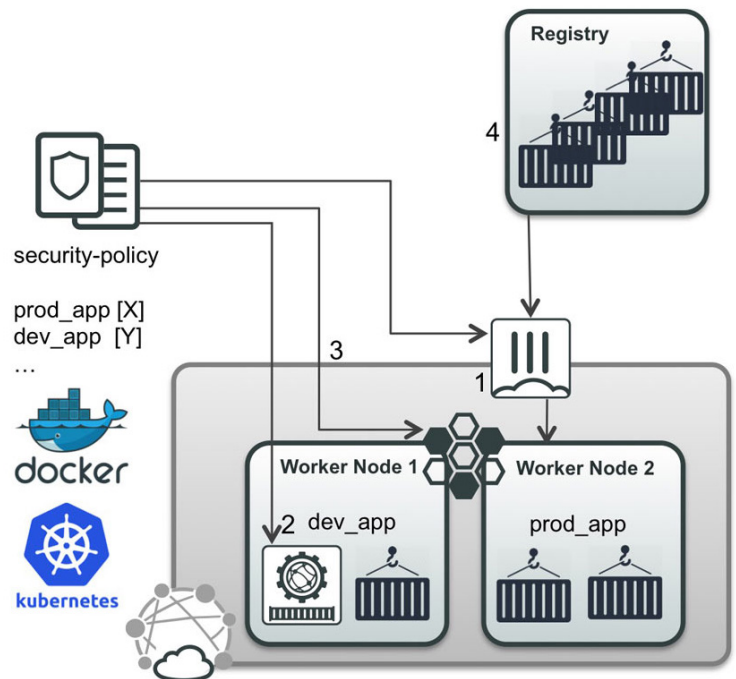 Registry
4
security-policy
prod_app [X]
dev_app [Y]
...
3
1
docker
Worker Node 1
Worker Node 2
2 dev_app
prod_app
kubernetes